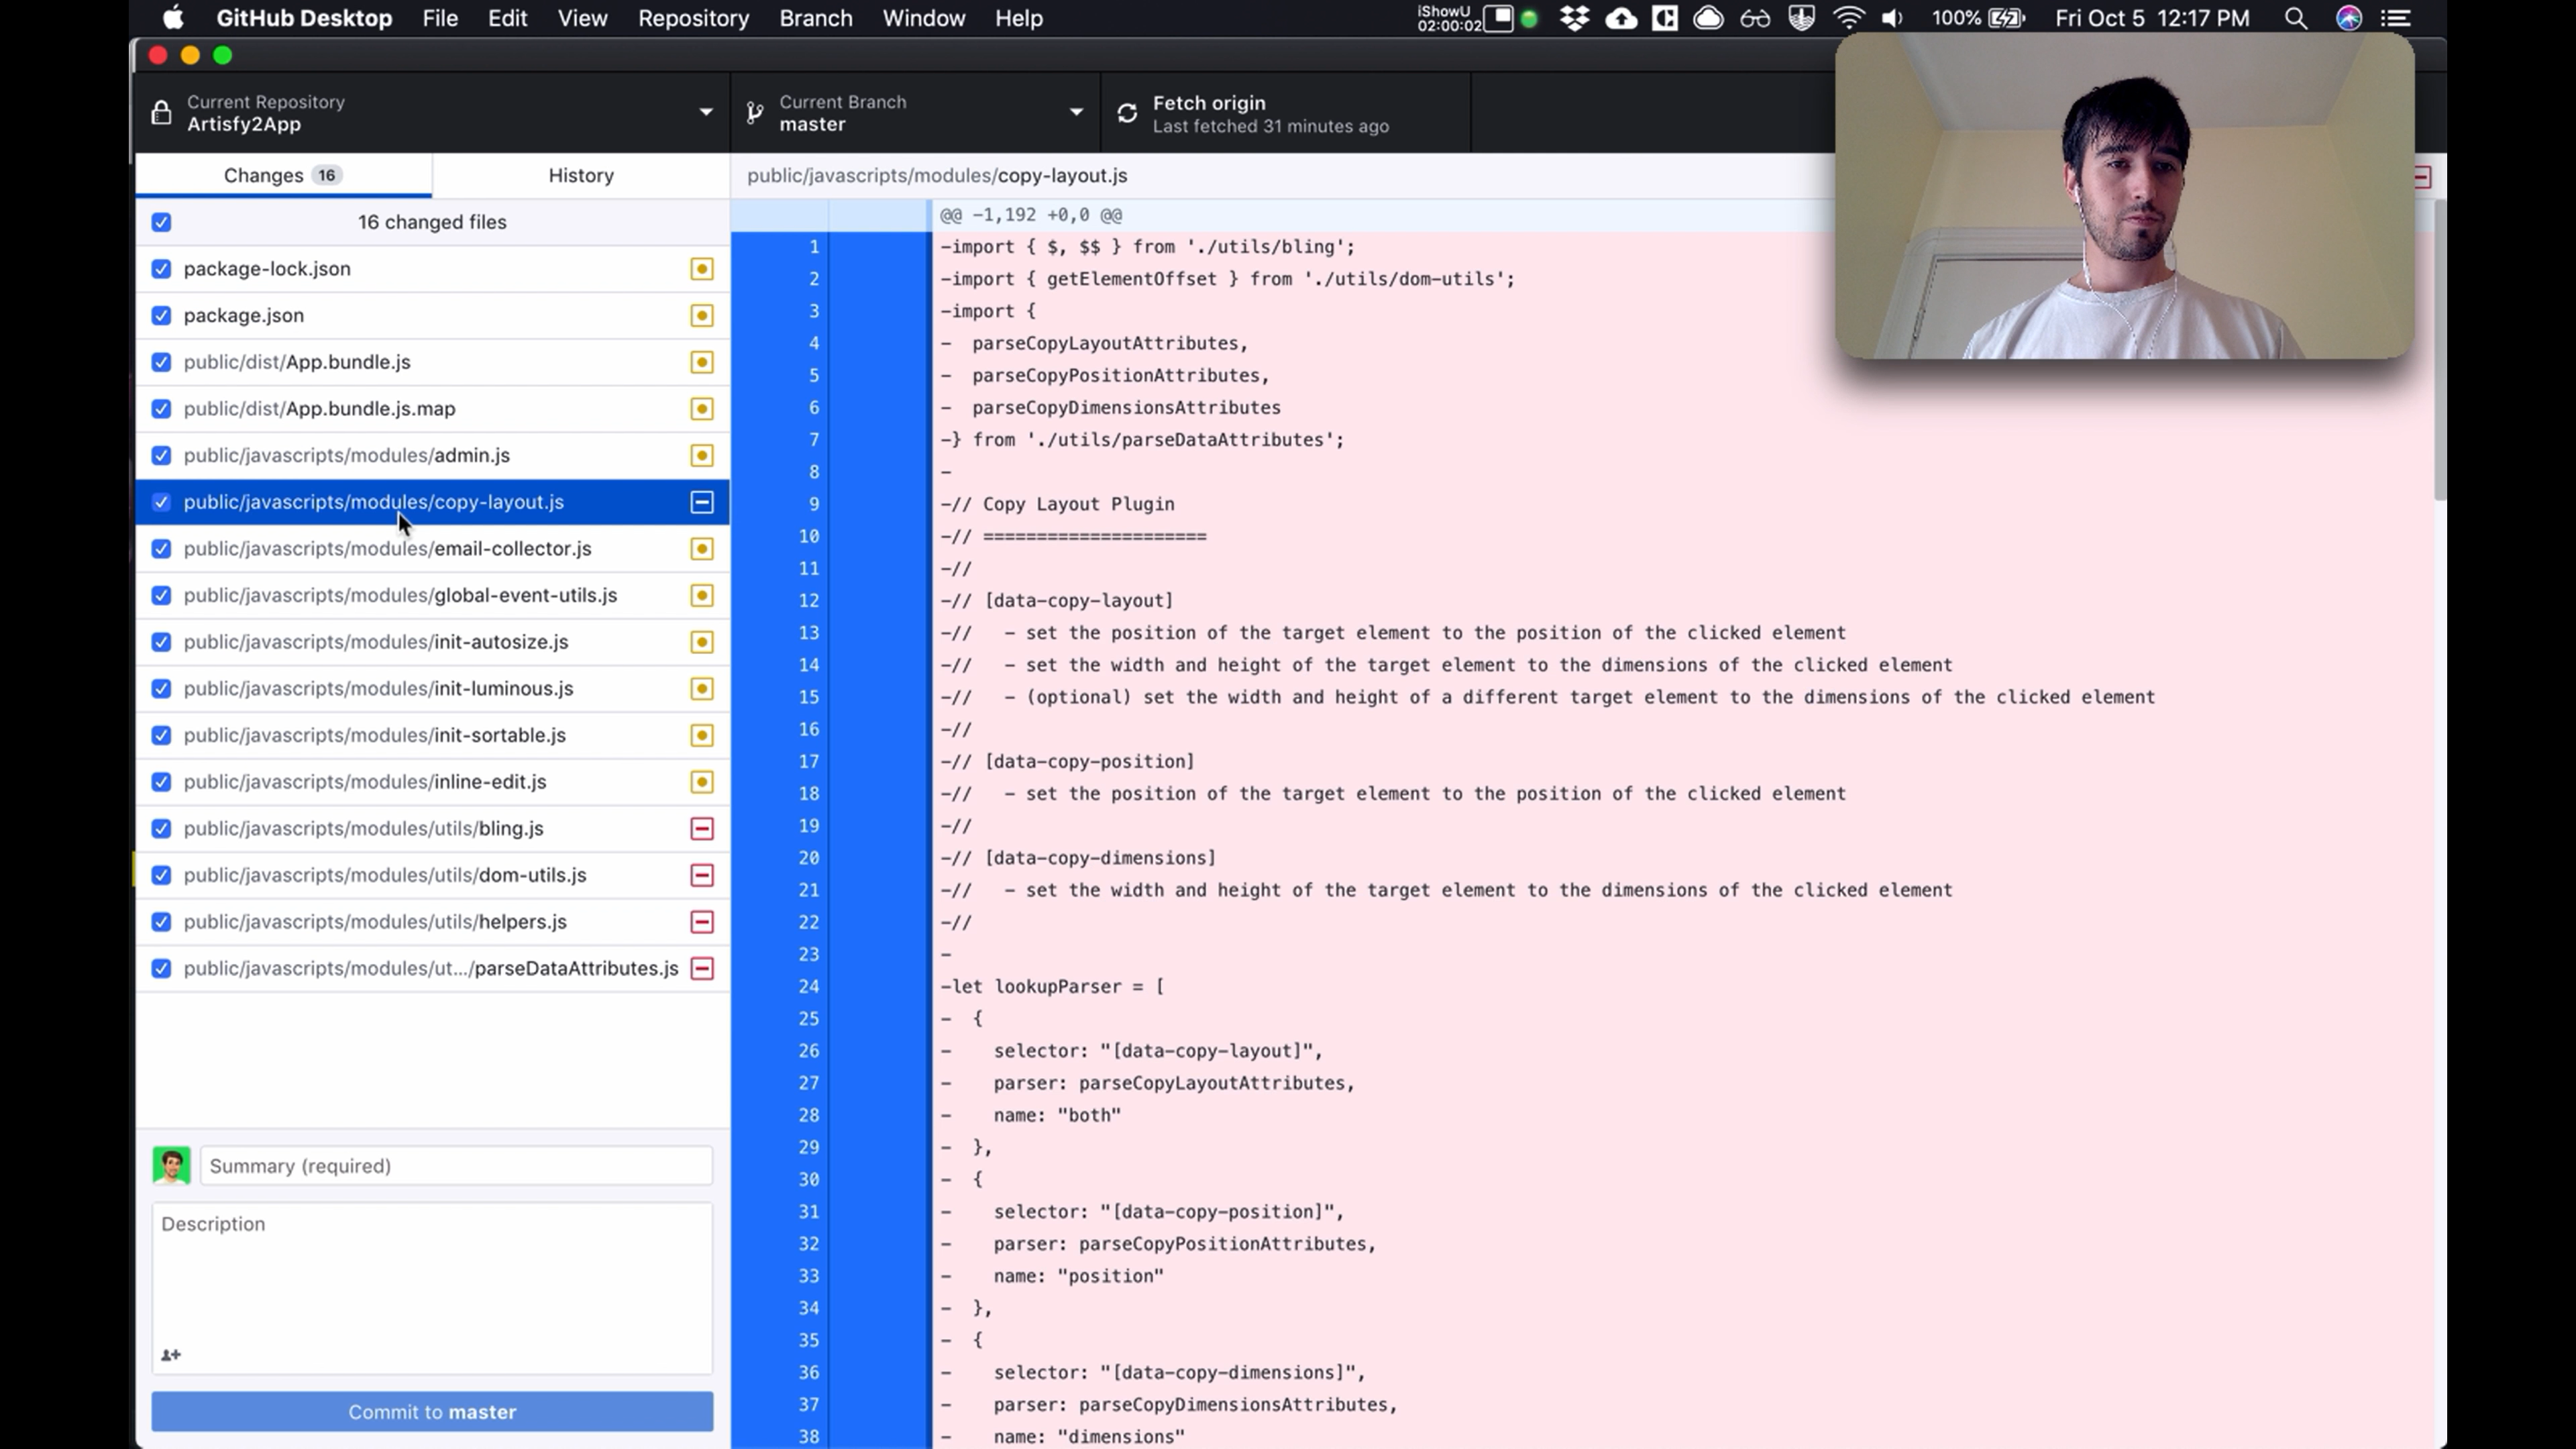 GitHub Desktop File Edit View Repository Branch Window Help iShowU 02:00:02 100% Fri Oct 5 12:17 PM
Current Repository
Artisfy2App
Current Branch
master
Fetch origin
Last fetched 31 minutes ago
Changes 16 History
16 changed files
package-lock.json
package.json
public/dist/App.bundle.js
public/dist/App.bundle.js.map
public/javascripts/modules/admin.js
public/javascripts/modules/copy-layout.js
public/javascripts/modules/email-collector.js
public/javascripts/modules/global-event-utils.js
public/javascripts/modules/init-autosize.js
public/javascripts/modules/init-luminous.js
public/javascripts/modules/init-sortable.js
public/javascripts/modules/inline-edit.js
public/javascripts/modules/utils/bling.js
public/javascripts/modules/utils/dom-utils.js
public/javascripts/modules/utils/helpers.js
public/javascripts/modules/ut.../parseDataAttributes.js
Summary (required)
Description
Commit to master
public/javascripts/modules/copy-layout.js
@@ -1,192 +0,0 @@
1 -import { $, $$ } from './utils/bling';
2 -import { getElementOffset } from './utils/dom-utils';
3 -import {
4 -  parseCopyLayoutAttributes,
5 -  parseCopyPositionAttributes,
6 -  parseCopyDimensionsAttributes
7 -} from './utils/parseDataAttributes';
8 -
9 -// Copy Layout Plugin
10 -// =====================
11 -//
12 -// [data-copy-layout]
13 -//   - set the position of the target element to the position of the clicked element
14 -//   - set the width and height of the target element to the dimensions of the clicked element
15 -//   - (optional) set the width and height of a different target element to the dimensions of the clicked element
16 -//
17 -// [data-copy-position]
18 -//   - set the position of the target element to the position of the clicked element
19 -//
20 -// [data-copy-dimensions]
21 -//   - set the width and height of the target element to the dimensions of the clicked element
22 -//
23 -
24 -let lookupParser = [
25 -  {
26 -    selector: "[data-copy-layout]",
27 -    parser: parseCopyLayoutAttributes,
28 -    name: "both"
29 -  },
30 -  {
31 -    selector: "[data-copy-position]",
32 -    parser: parseCopyPositionAttributes,
33 -    name: "position"
34 -  },
35 -  {
36 -    selector: "[data-copy-dimensions]",
37 -    parser: parseCopyDimensionsAttributes,
38 -    name: "dimensions"